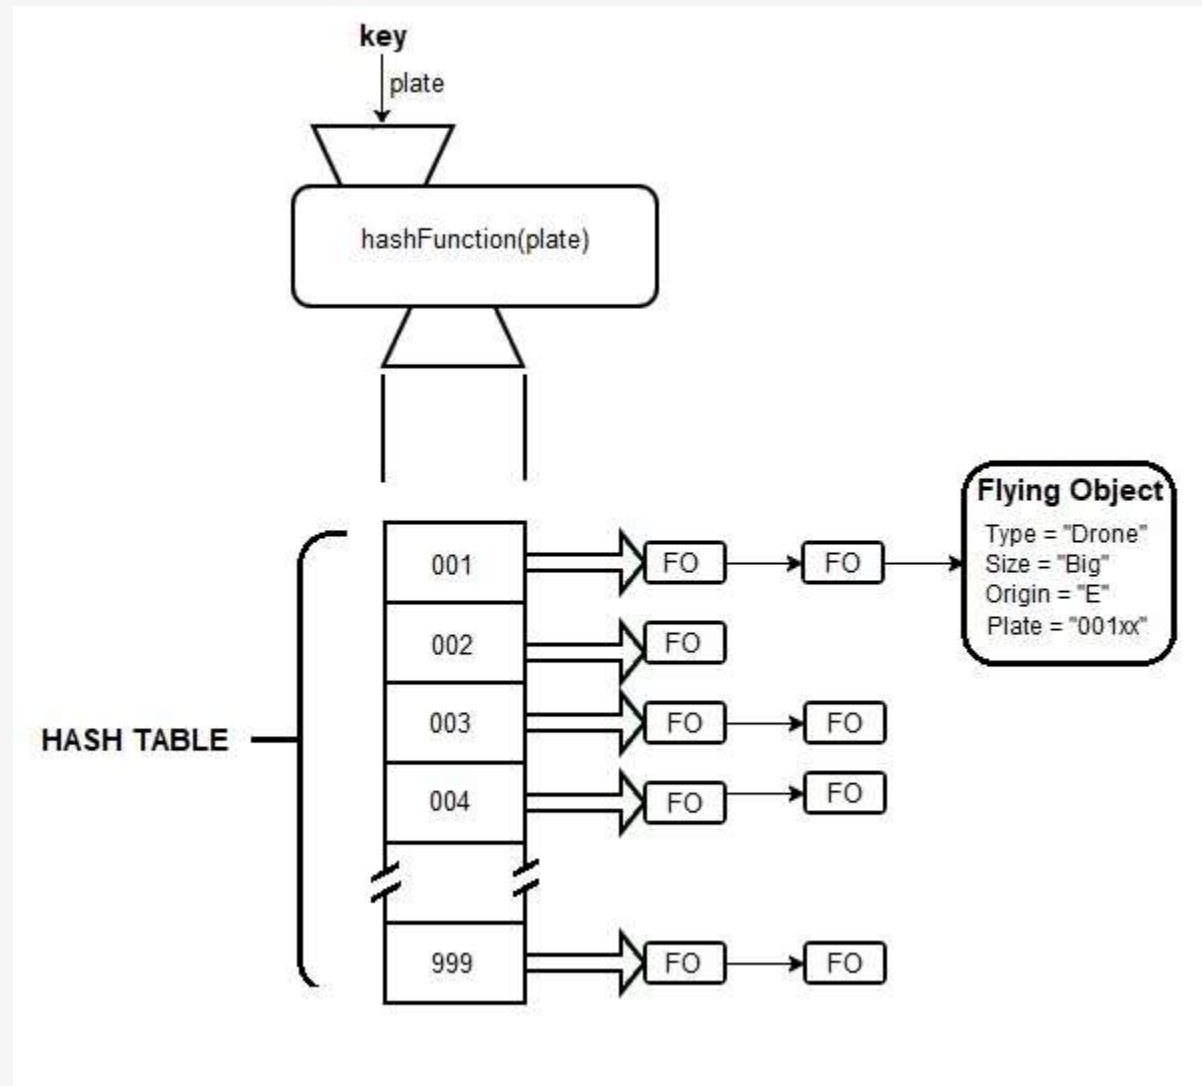 key
plate
hashFunction(plate)
Flying Object
Type = "Drone"
Size = "Big"
Origin = "E"
Plate = "001xx"
001
FO
FO
002
FO
HASH TABLE
003
FO
FO
004
FO
FO
999
FO
FO